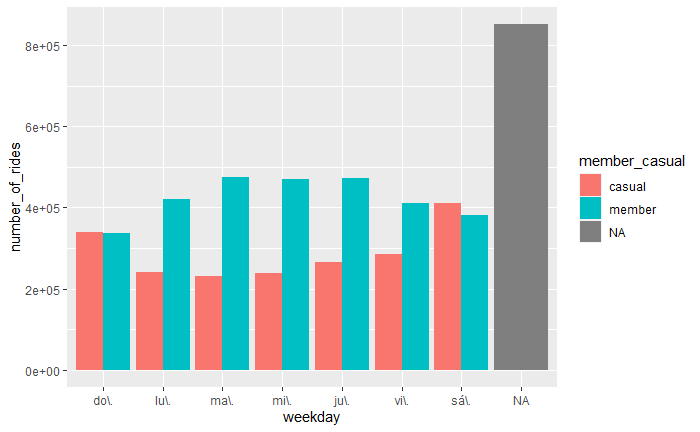 8e+05
6e+05
4e+05
2e+05
0e+00
number_of_rides
do\.
lu\.
ma\.
mi\.
ju\.
vi\.
sá\.
NA
weekday
member_casual
casual
member
NA